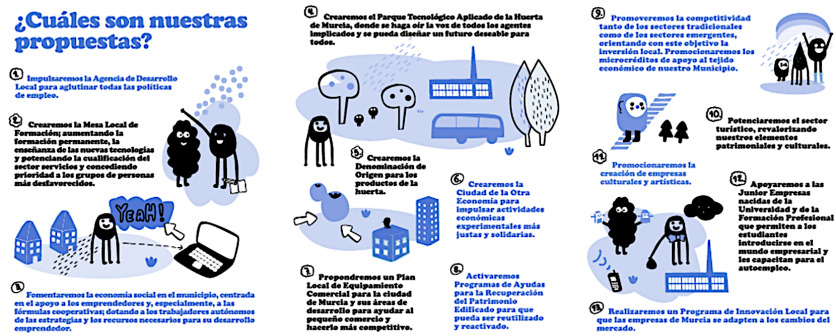 ¿Cuáles son nuestras
propuestas?
1.
Impulsaremos la Agencia de Desarrollo
Local para aglutinar todas las políticas
de empleo.
2.
Crearemos la Mesa Local de
Formación; aumentando la
formación permanente, la
enseñanza de las nuevas tecnologías
y potenciando la cualificación del
sector servicios y concediendo
prioridad a los grupos de personas
más desfavorecidos.
YEAH!
3.
Fomentaremos la economía social en el municipio, centrada
en el apoyo a los emprendedores y, especialmente, a las
fórmulas cooperativas; dotando a los trabajadores autónomos
de las estrategias y los recursos necesarios para su desarrollo
emprendedor.
4.
Crearemos el Parque Tecnológico Aplicado de la Huerta
de Murcia, donde se haga oír la voz de todos los agentes
implicados y se pueda diseñar un futuro deseable para
todos.
5.
Crearemos la
Denominación de
Origen para los
productos de la
huerta.
6.
Crearemos la
Ciudad de la Otra
Economía para
impulsar actividades
económicas
experimentales más
justas y solidarias.
7.
Propondremos un Plan
Local de Equipamiento
Comercial para la ciudad
de Murcia y sus áreas de
desarrollo para ayudar al
pequeño comercio y
hacerlo más competitivo.
8.
Activaremos
Programas de Ayudas
para la Recuperación
del Patrimonio
Edificado para que
pueda ser reutilizado
y reactivado.
9.
Promoveremos la competitividad
tanto de los sectores tradicionales
como de los sectores emergentes,
orientando con este objetivo la
inversión local. Promocionaremos los
microcréditos de apoyo al tejido
económico de nuestro Municipio.
10.
Potenciaremos el sector
turístico, revalorizando
nuestros elementos
patrimoniales y culturales.
11.
Promocionaremos la
creación de empresas
culturales y artísticas.
12.
Apoyaremos a las
Junior Empresas
nacidas de la
Universidad y de la
Formación Profesional
que permiten a los
estudiantes
introducirse en el
mundo empresarial y
les capacitan para el
autoempleo.
13.
Realizaremos un Programa de Innovación Local para
que las empresas de Murcia se adapten a los cambios del
mercado.